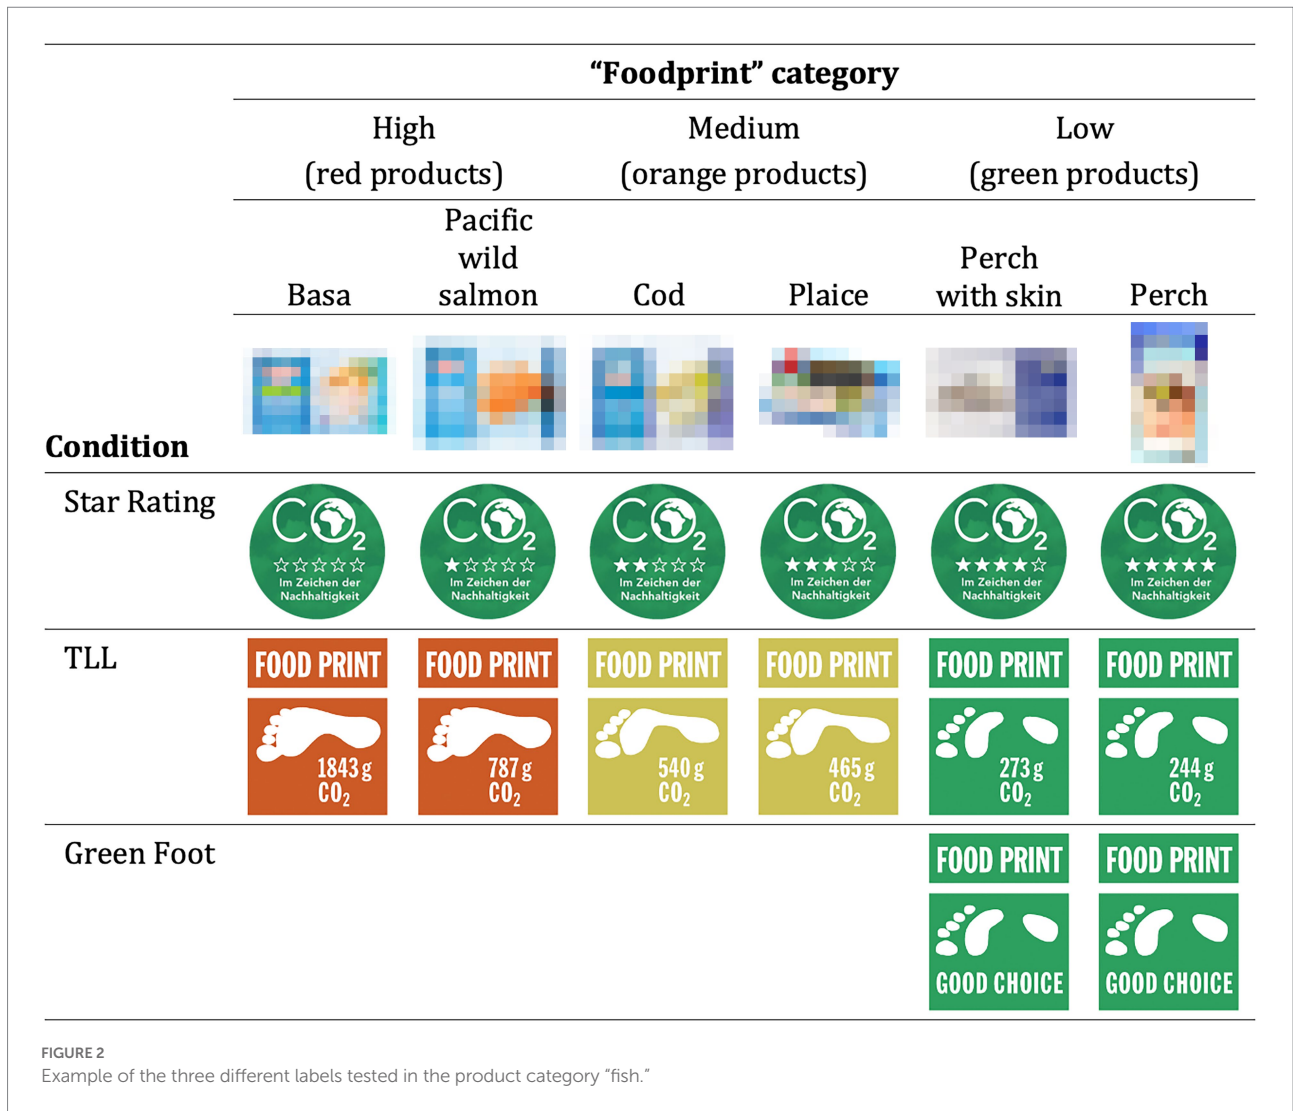 “Foodprint” category
High Medium Low
(red products) (orange products) (green products)
Basa Pacific wild salmon Cod Plaice Perch with skin Perch
Condition
Star Rating
CO2 CO2 CO2 CO2 CO2 CO2
Im Zeichen der Im Zeichen der Im Zeichen der Im Zeichen der Im Zeichen der Im Zeichen der
Nachhaltigkeit Nachhaltigkeit Nachhaltigkeit Nachhaltigkeit Nachhaltigkeit Nachhaltigkeit
TLL
FOOD PRINT FOOD PRINT FOOD PRINT FOOD PRINT FOOD PRINT FOOD PRINT
1843 g 787 g 540 g 465 g 273 g 244 g
CO2 CO2 CO2 CO2 CO2 CO2
Green Foot
FOOD PRINT FOOD PRINT
GOOD CHOICE GOOD CHOICE
FIGURE 2
Example of the three different labels tested in the product category “fish.”